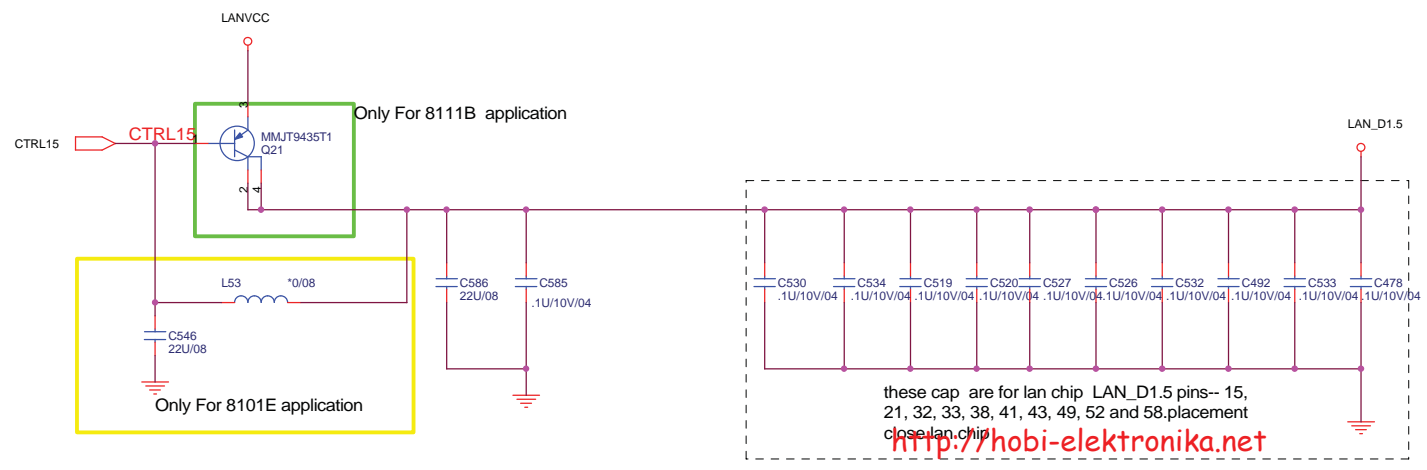 LANVCC
3
Only For 8111B application
CTRL15
CTRL15
1
MMJT9435T1
Q21
2
4
LAN_D1.5
L53
*0/08
C546
22U/08
Only For 8101E application
C586
22U/08
C585
.1U/10V/04
C530
.1U/10V/04
C534
.1U/10V/04
C519
.1U/10V/04
C520
.1U/10V/04
C527
.1U/10V/04
C526
.1U/10V/04
C532
.1U/10V/04
C492
.1U/10V/04
C533
.1U/10V/04
C478
.1U/10V/04
these cap are for lan chip LAN_D1.5 pins-- 15,
21, 32, 33, 38, 41, 43, 49, 52 and 58.placement
close lan chip
http://hobi-elektronika.net